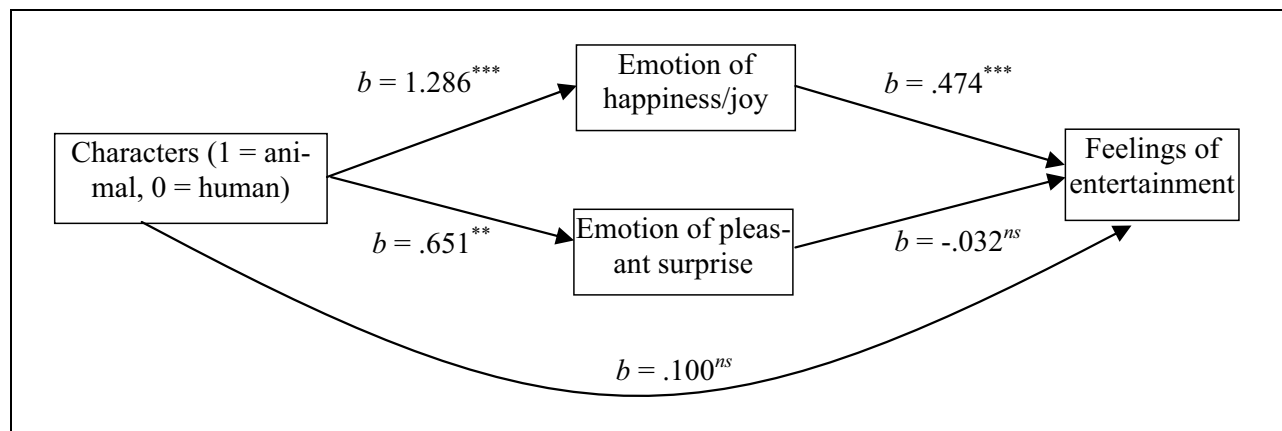 Emotion of
happiness/joy
b = 1.286***
b = .474***
Characters (1 = ani-
mal, 0 = human)
Feelings of
entertainment
b = .651**
Emotion of pleas-
ant surprise
b = -.032ns
b = .100ns